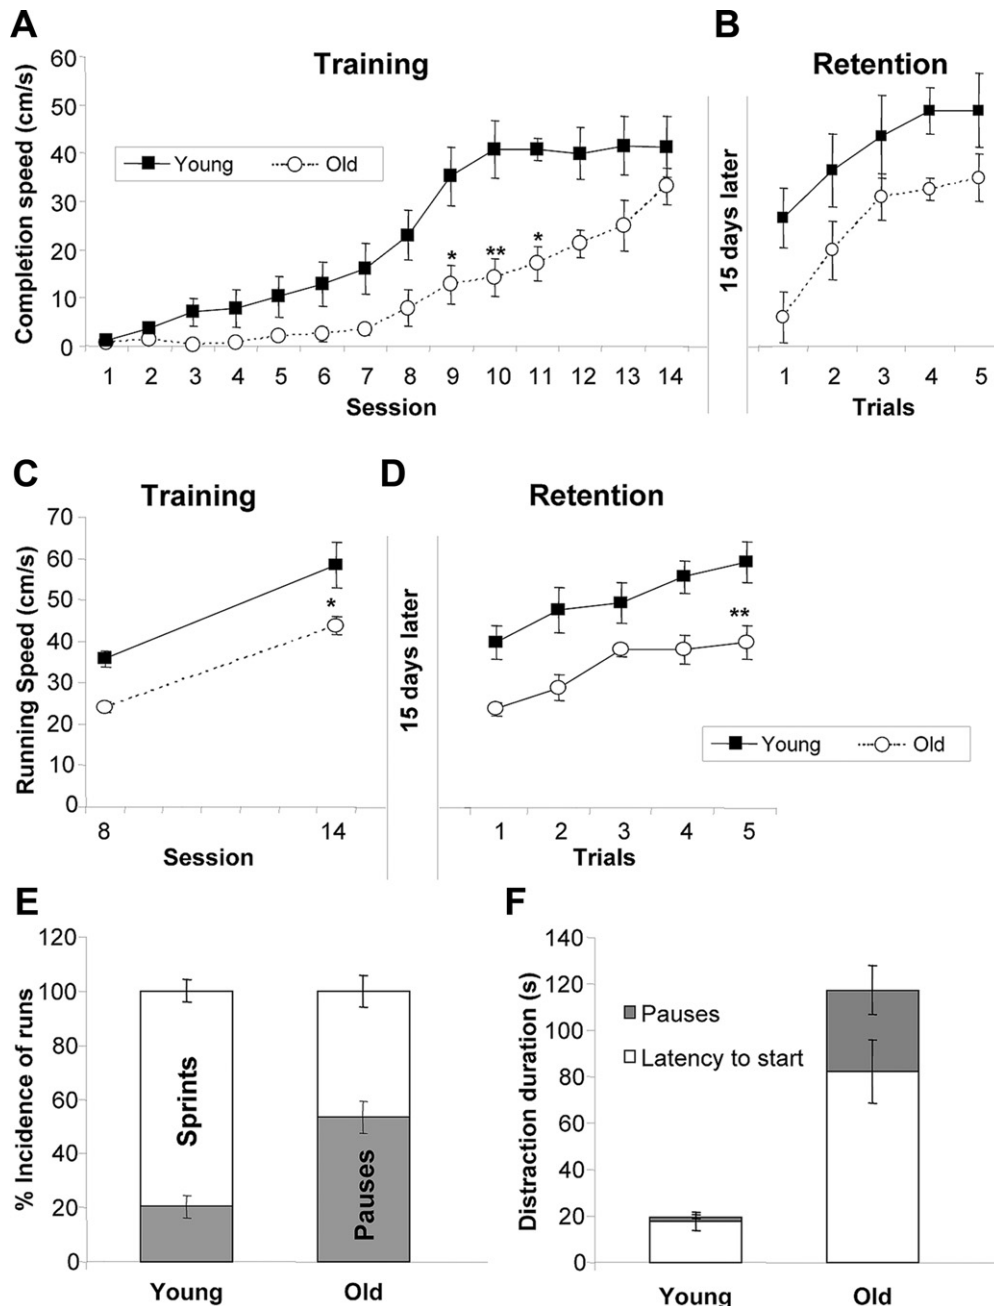 A
Training
Completion speed (cm/s)
60
50
40
30
20
10
0
Young
Old
*
**
*
1 2 3 4 5 6 7 8 9 10 11 12 13 14
Session
15 days later
B
Retention
1 2 3 4 5
Trials
C
Training
Running Speed (cm/s)
70
60
50
40
30
20
10
0
*
8 14
Session
15 days later
D
Retention
**
Young
Old
1 2 3 4 5
Trials
E
% Incidence of runs
120
100
80
60
40
20
0
Sprints
Pauses
Young Old
F
Distraction duration (s)
140
120
100
80
60
40
20
0
Pauses
Latency to start
Young Old